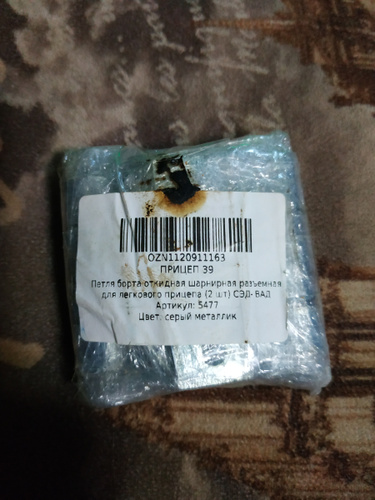 OZN1120911163
ПРИЦЕП 39
Петля борта откидная шарнирная разъемная
для легкового прицепа (2 шт) СЭД-ВАД
Артикул: 5477
Цвет: серый металлик